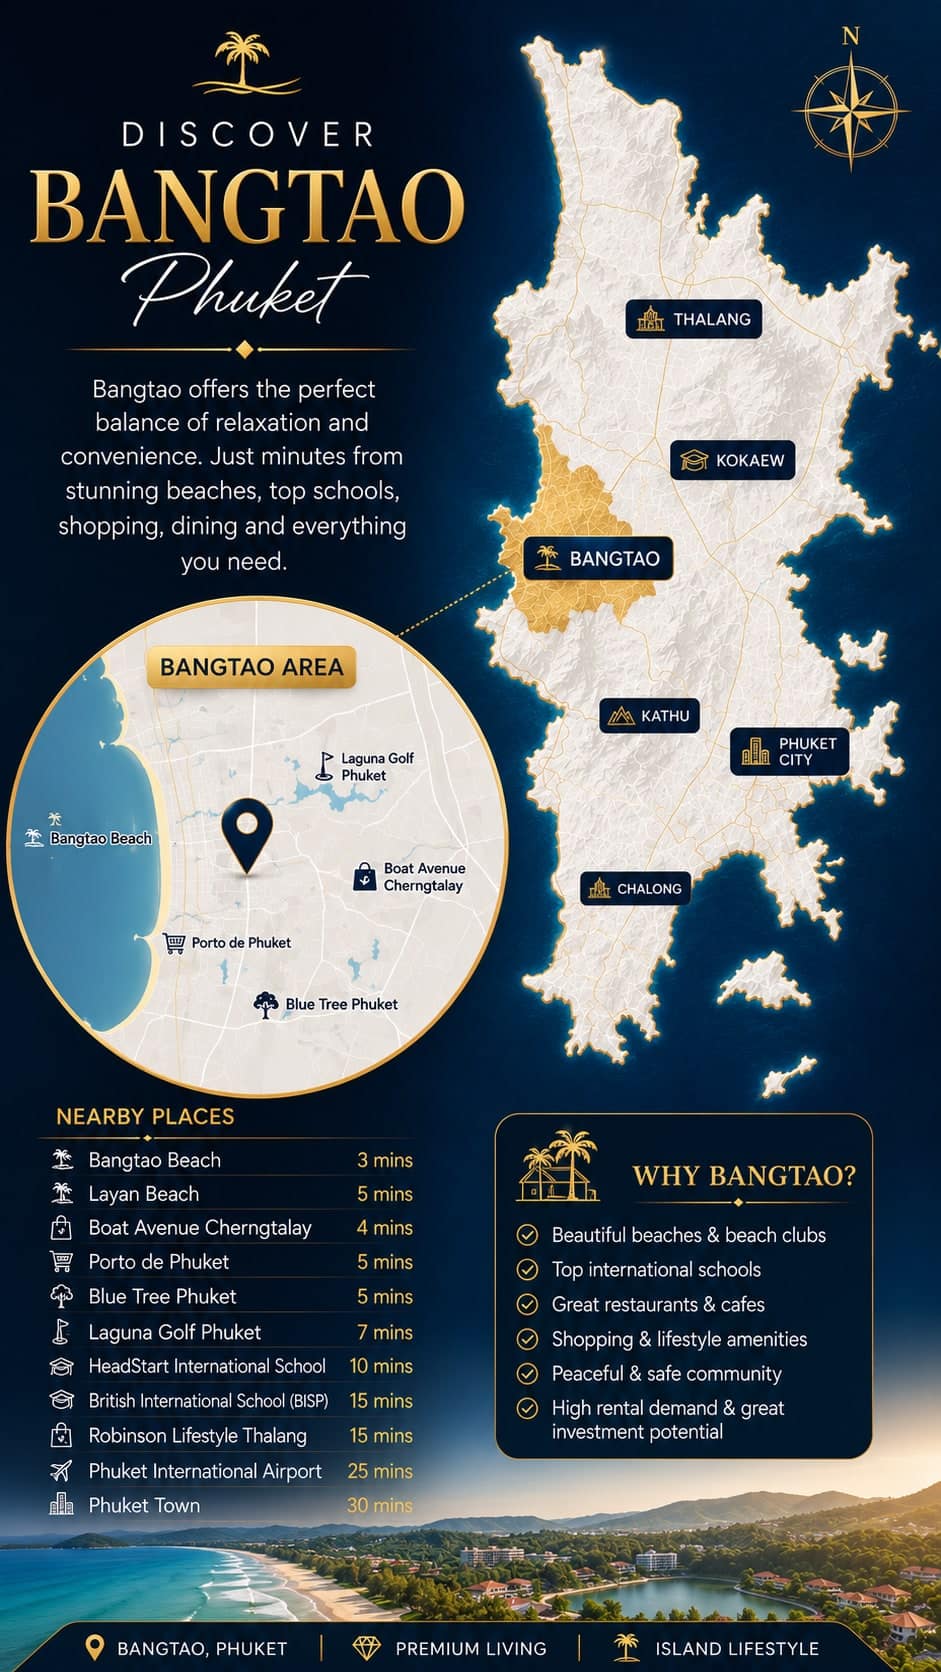 DISCOVER
BANGTAO
Phuket
Bangtao offers the perfect
balance of relaxation and
convenience. Just minutes from
stunning beaches, top schools,
shopping, dining and everything
you need.
N
THALANG
KOKAEW
BANGTAO
KATHU
PHUKET
CITY
CHALONG
BANGTAO AREA
Laguna Golf
Phuket
Bangtao Beach
Boat Avenue
Cherngtalay
Porto de Phuket
Blue Tree Phuket
NEARBY PLACES
Bangtao Beach 3 mins
Layan Beach 5 mins
Boat Avenue Cherngtalay 4 mins
Porto de Phuket 5 mins
Blue Tree Phuket 5 mins
Laguna Golf Phuket 7 mins
HeadStart International School 10 mins
British International School (BISP) 15 mins
Robinson Lifestyle Thalang 15 mins
Phuket International Airport 25 mins
Phuket Town 30 mins
WHY BANGTAO?
Beautiful beaches & beach clubs
Top international schools
Great restaurants & cafes
Shopping & lifestyle amenities
Peaceful & safe community
High rental demand & great
investment potential
BANGTAO, PHUKET
PREMIUM LIVING
ISLAND LIFESTYLE